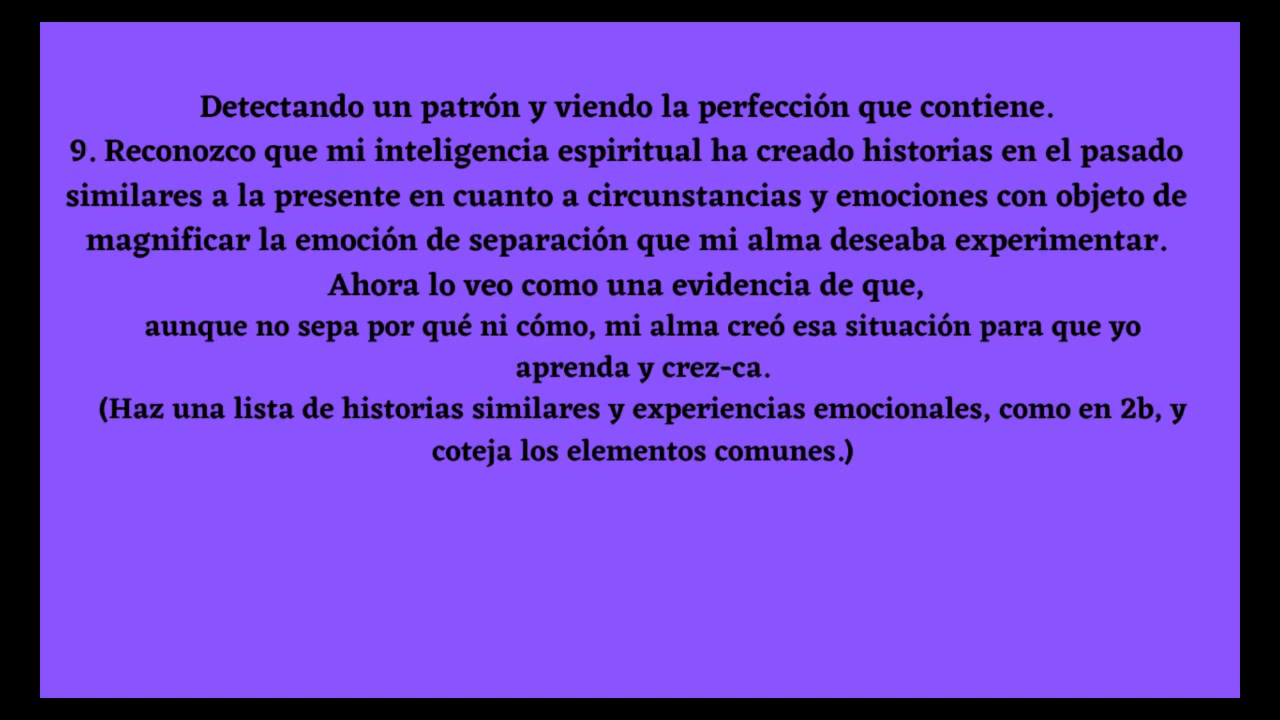 Detectando un patrón y viendo la perfección que contiene.
9. Reconozco que mi inteligencia espiritual ha creado historias en el pasado
similares a la presente en cuanto a circunstancias y emociones con objeto de
magnificar la emoción de separación que mi alma deseaba experimentar.
Ahora lo veo como una evidencia de que,
aunque no sepa por qué ni cómo, mi alma creó esa situación para que yo
aprenda y crez-ca.
(Haz una lista de historias similares y experiencias emocionales, como en 2b, y
coteja los elementos comunes.)